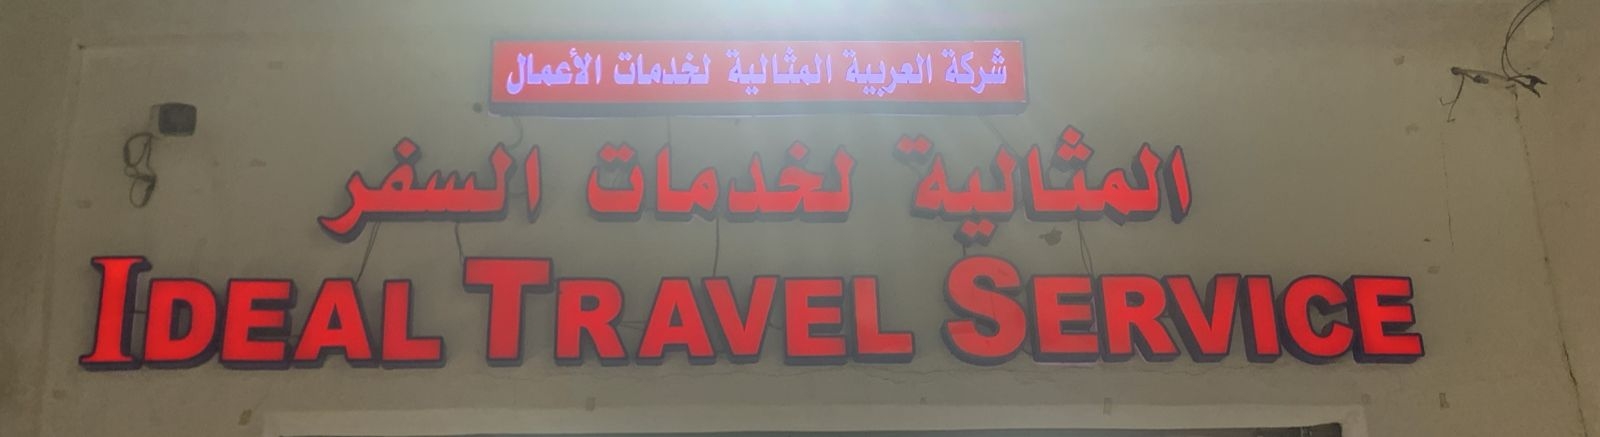 شركة العربية المثالية لخدمات الأعمال
المثالية لخدمات السفر
IDEAL TRAVEL SERVICE